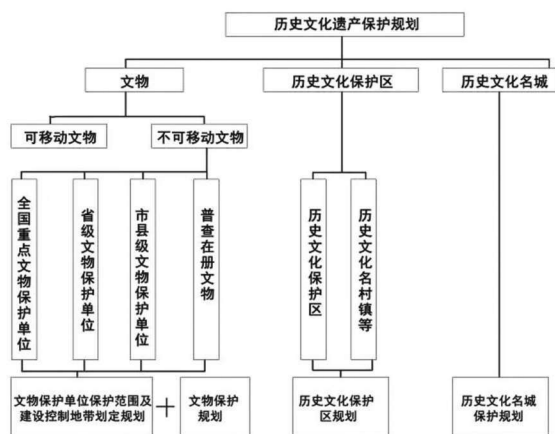 历史文化遗产保护规划
文物
历史文化保护区
历史文化名城
可移动文物
不可移动文物
全国重点文物保护单位
省级文物保护单位
市县级文物保护单位
普查在册文物
历史文化保护区
历史文化名村镇等
文物保护单位保护范围及
建设控制地带划定规划
+
文物保护
规划
历史文化保护
区规划
历史文化名城
保护规划